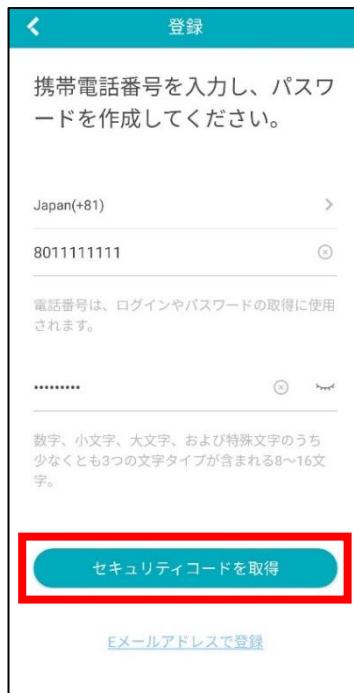 登録
携帯電話番号を入力し、パスワ
ードを作成してください。
Japan(+81)
8011111111
電話番号は、ログインやパスワードの取得に使用
されます。
•••••••••
数字、小文字、大文字、および特殊文字のうち
少なくとも3つの文字タイプが含まれる8～16文
字。
セキュリティコードを取得
Eメールアドレスで登録